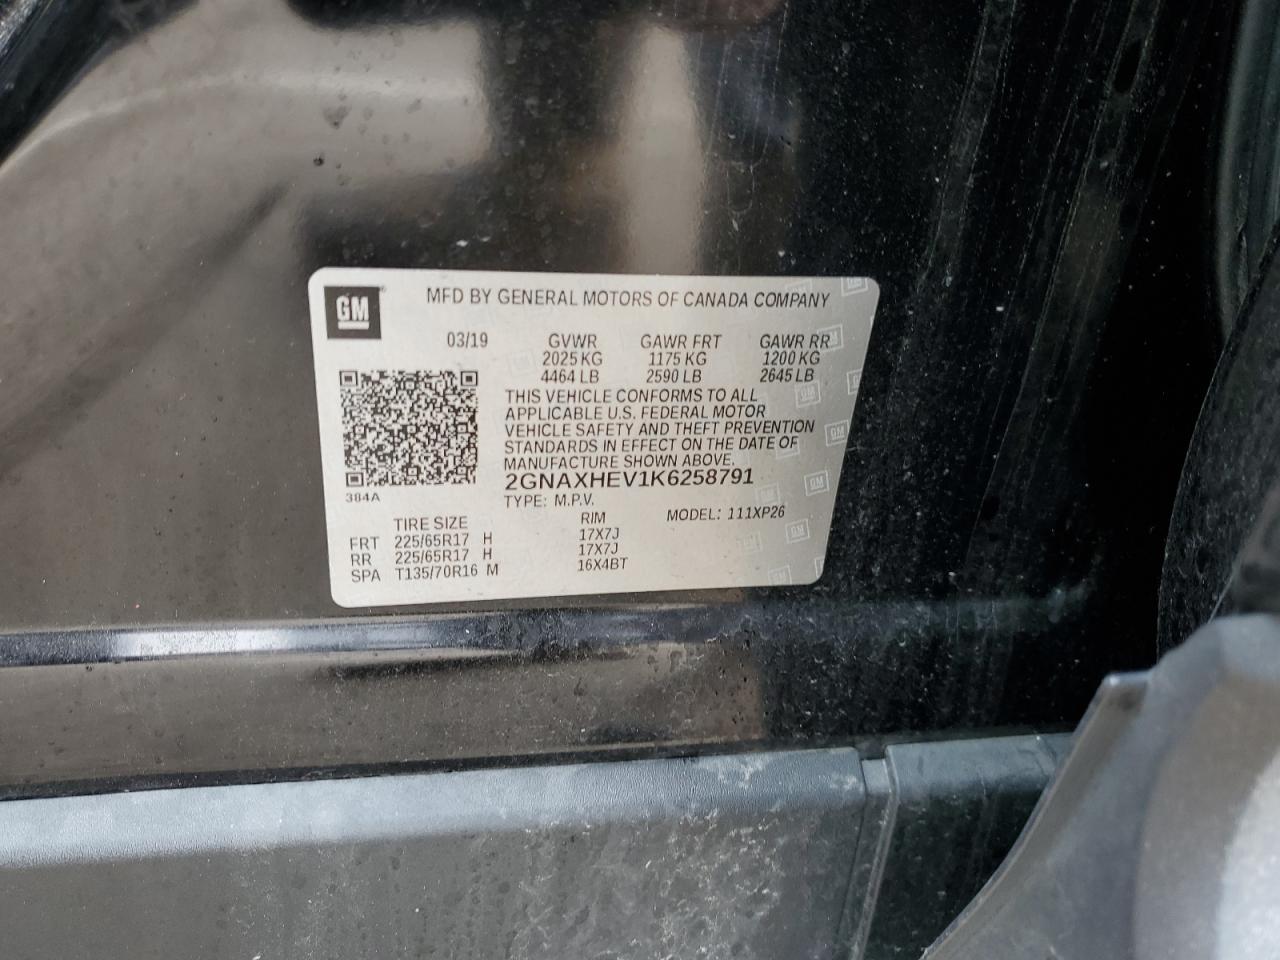 GM
MFD BY GENERAL MOTORS OF CANADA COMPANY
03/19 GVWR GAWR FRT GAWR RR
2025 KG 1175 KG 1200 KG
4464 LB 2590 LB 2645 LB
THIS VEHICLE CONFORMS TO ALL
APPLICABLE U.S. FEDERAL MOTOR
VEHICLE SAFETY AND THEFT PREVENTION
STANDARDS IN EFFECT ON THE DATE OF
MANUFACTURE SHOWN ABOVE.
2GNAXHEV1K6258791
384A
TYPE: M.P.V.
TIRE SIZE RIM MODEL: 111XP26
FRT 225/65R17 H 17X7J
RR 225/65R17 H 17X7J
SPA T135/70R16 M 16X4BT